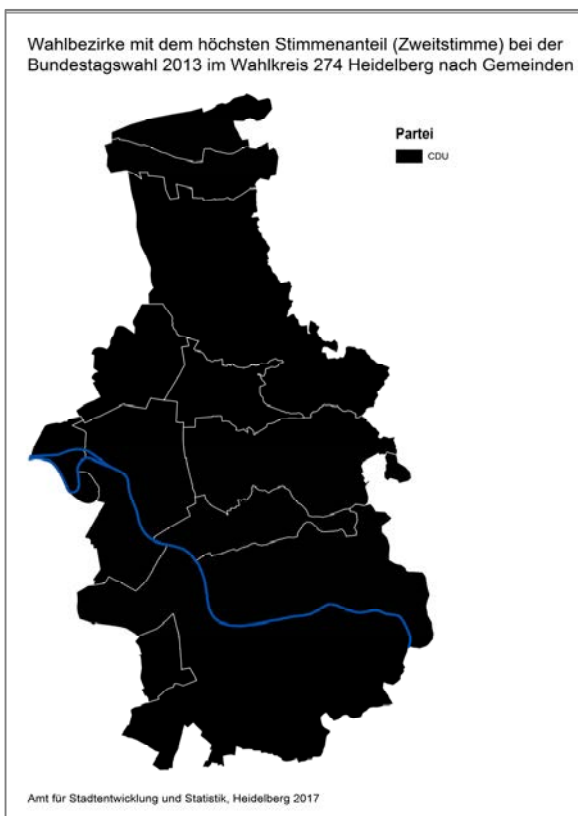 Wahlbezirke mit dem höchsten Stimmenanteil (Zweitstimme) bei der
Bundestagswahl 2013 im Wahlkreis 274 Heidelberg nach Gemeinden
Partei
CDU
Amt für Stadtentwicklung und Statistik, Heidelberg 2017